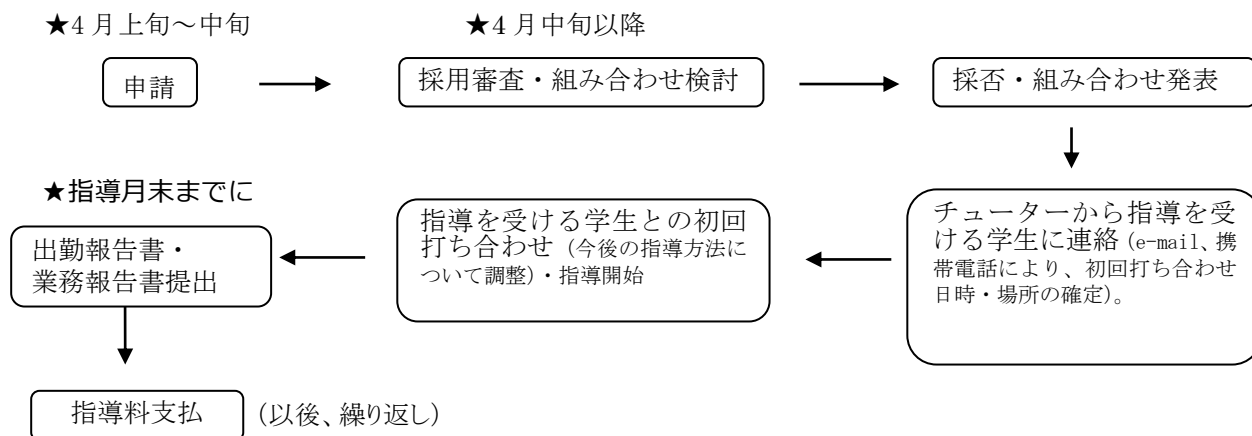 ★4 月上旬～中旬
★4 月中旬以降
申請
採用審査・組み合わせ検討
採否・組み合わせ発表
チューターから指導を受
ける学生に連絡（e-mail、携
帯電話により、初回打ち合わせ
日時・場所の確定）。
指導を受ける学生との初回
打ち合わせ（今後の指導方法に
ついて調整）・指導開始
★指導月末までに
出勤報告書・
業務報告書提出
指導料支払
（以後、繰り返し）